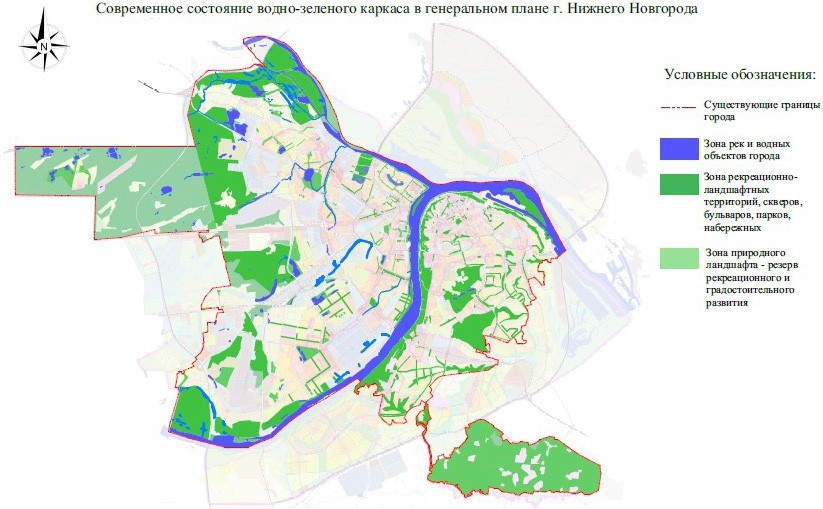 Современное состояние водно-зеленого каркаса в генеральном плане г. Нижнего Новгорода
N
Условные обозначения:
Существующие границы
города
Зона рек и водных
объектов города
Зона рекреационно-
ландшафтных
территорий, скверов,
бульваров, парков,
набережных
Зона природного
ландшафта - резерв
рекреационного и
градостоительного
развития